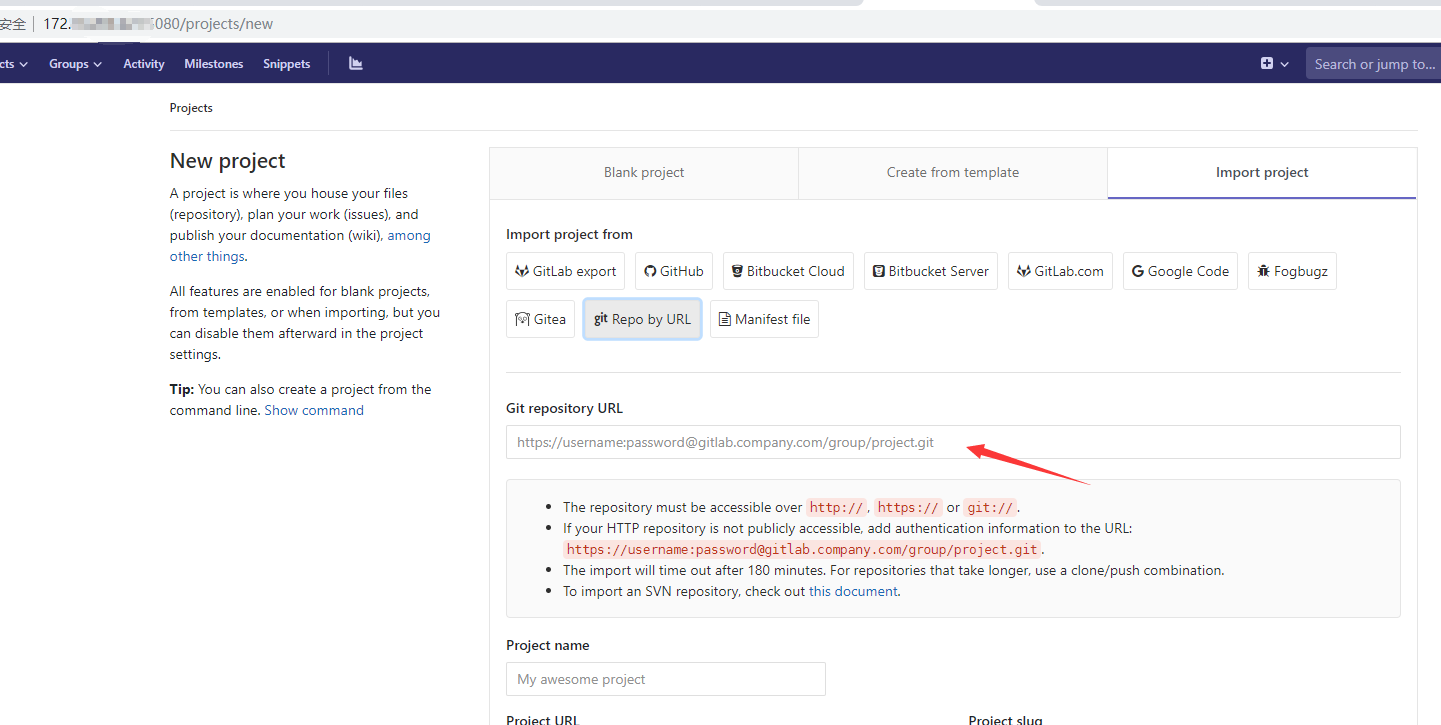 安全 172. 080/projects/new
cts Groups Activity Milestones Snippets Search or jump to...
Projects
New project
A project is where you house your files
(repository), plan your work (issues), and
publish your documentation (wiki), among
other things.
All features are enabled for blank projects,
from templates, or when importing, but you
can disable them afterward in the project
settings.
Tip: You can also create a project from the
command line. Show command
Blank project Create from template Import project
Import project from
GitLab export GitHub Bitbucket Cloud Bitbucket Server GitLab.com Google Code Fogbugz
Gitea git Repo by URL Manifest file
Git repository URL
https://username:password@gitlab.company.com/group/project.git
The repository must be accessible over http://, https:// or git://.
If your HTTP repository is not publicly accessible, add authentication information to the URL:
https://username:password@gitlab.company.com/group/project.git.
The import will time out after 180 minutes. For repositories that take longer, use a clone/push combination.
To import an SVN repository, check out this document.
Project name
My awesome project
Project URL Project slug